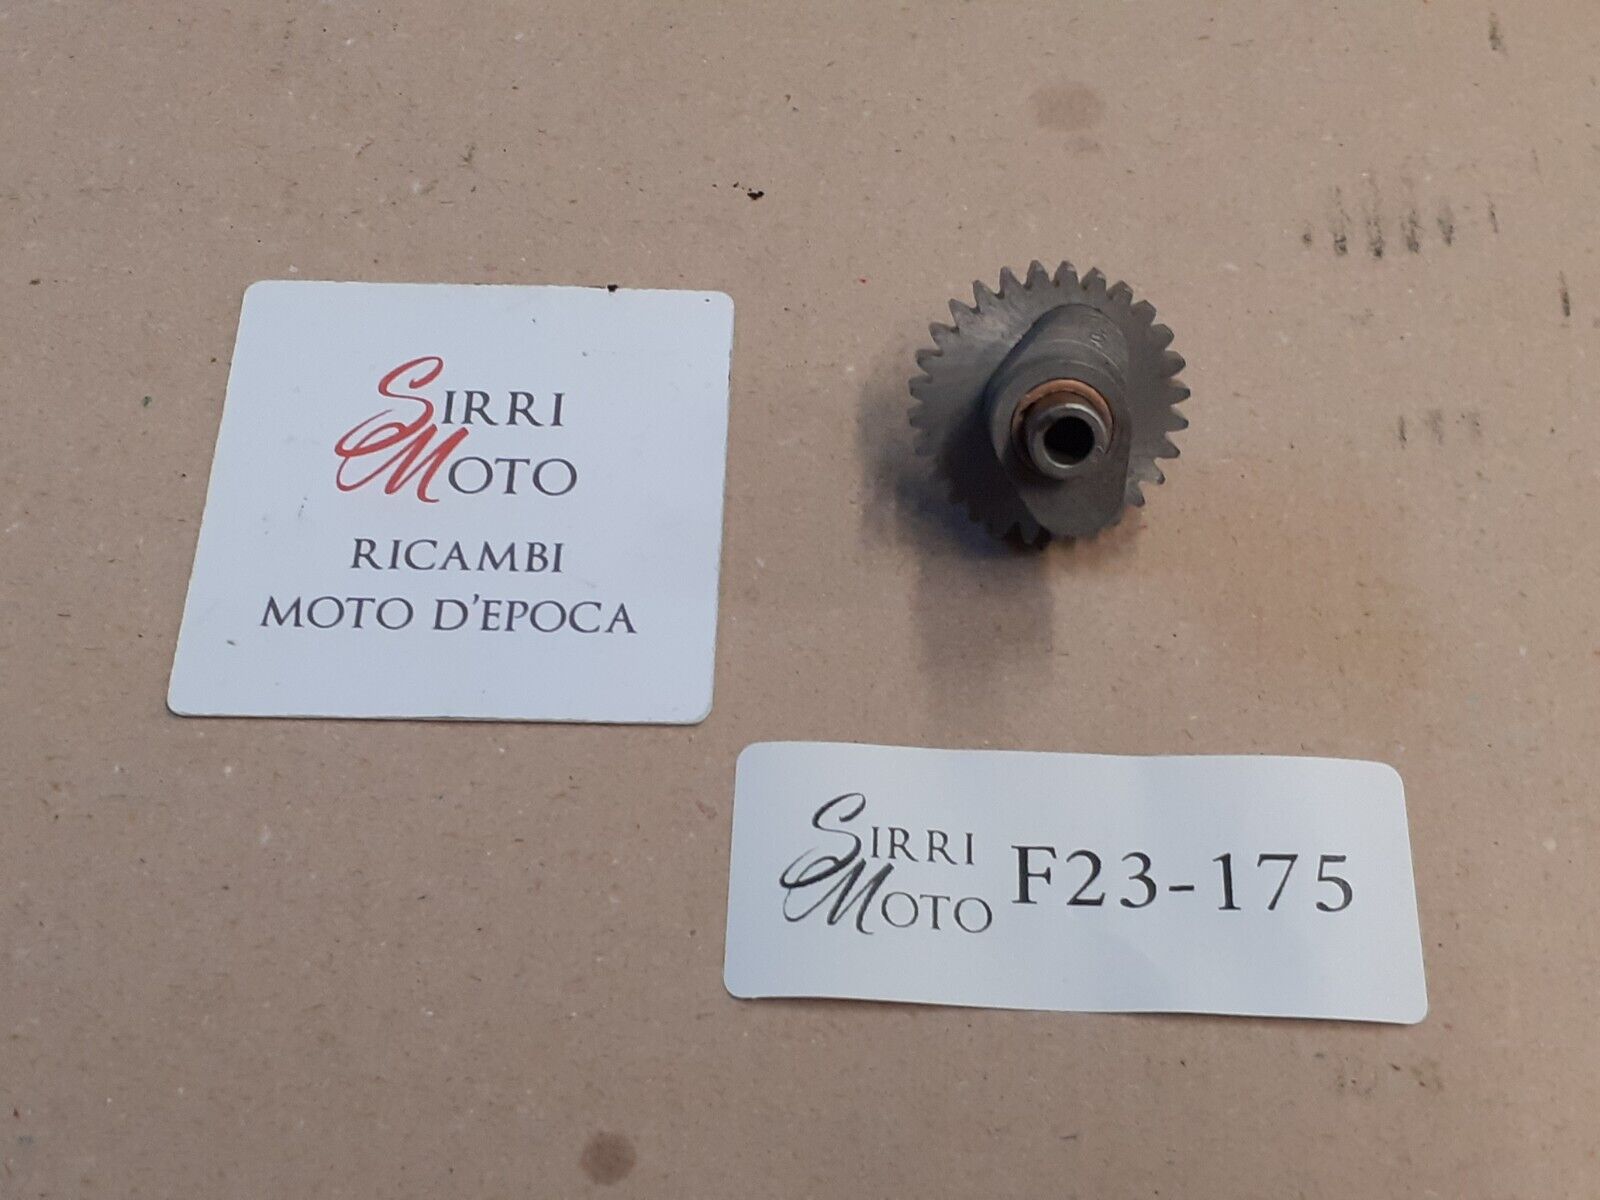 SIRRI
MOTO
RICAMBI
MOTO D'EPOCA
SIRRI
MOTO
F23-175